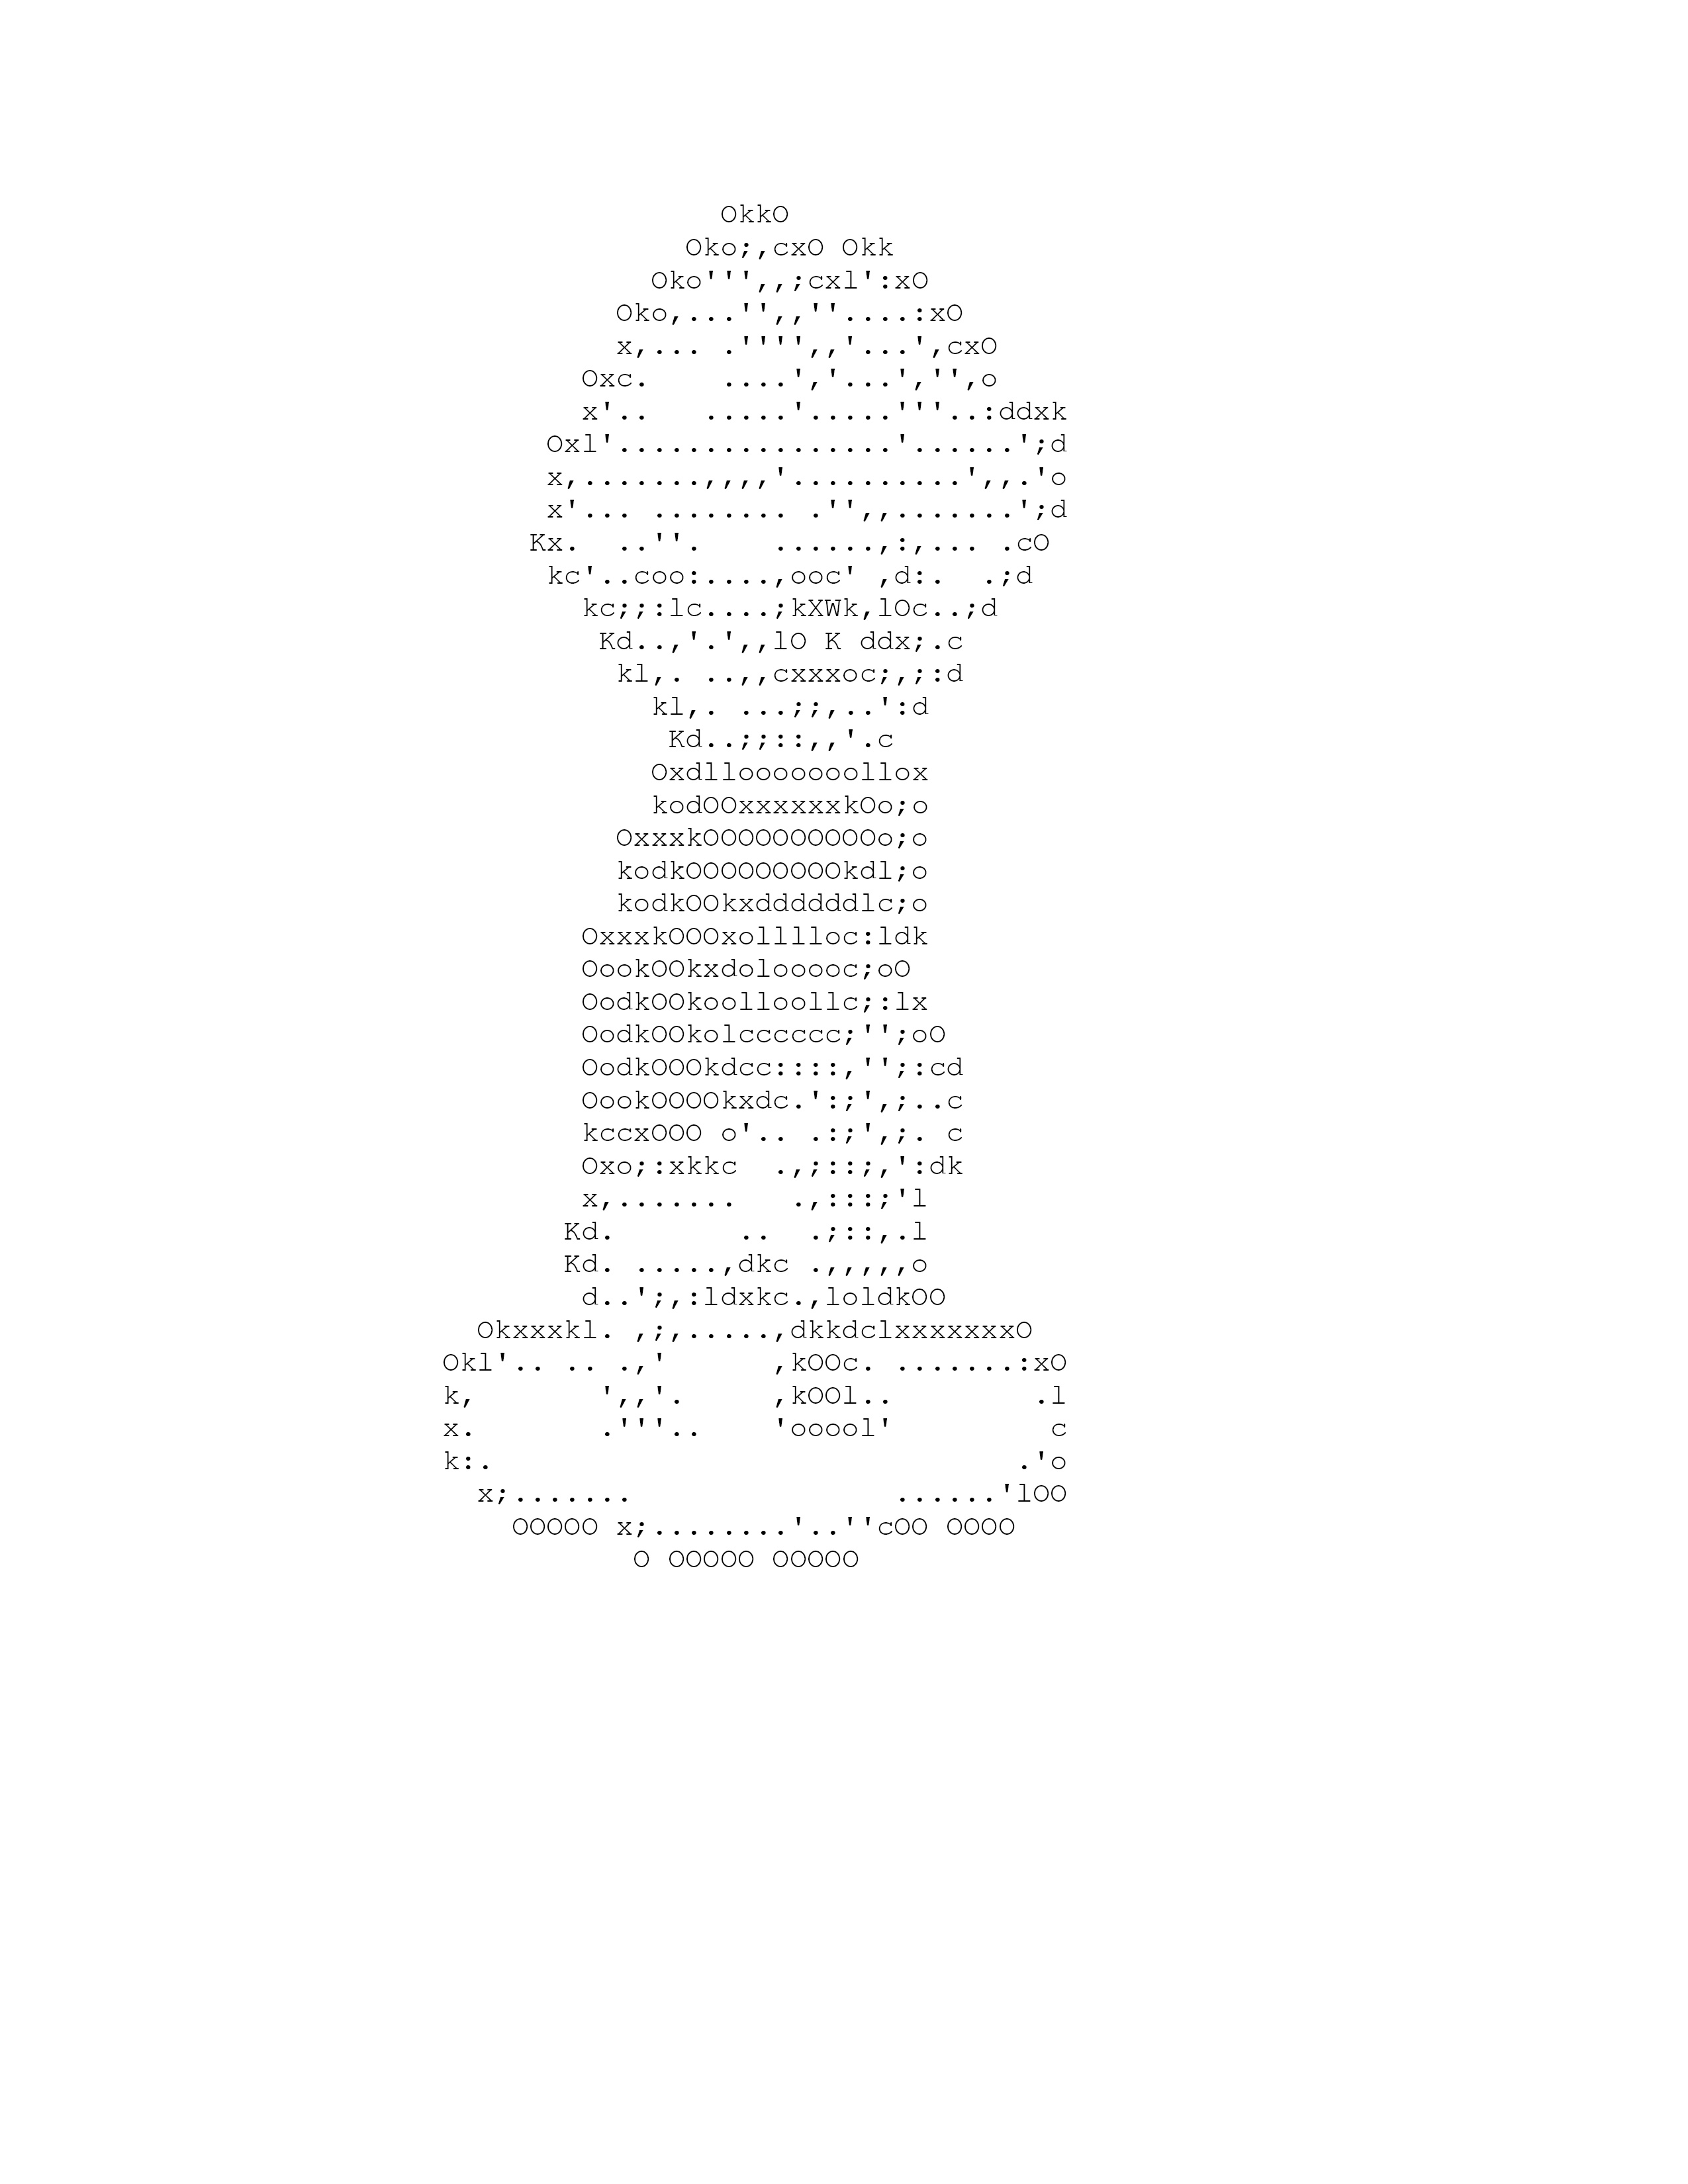 OkkO
Oko;,cxO Okk
Oko''',,;cxl':xO
Oko,...'',,''....:xO
x,... .'''',,'...',cxO
Oxc.    ....','...','',o
x'..   .....'.....'''..:ddxk
Oxl'................'......';d
x,.......,,,,'..........',,.'o
x'... ........ .'',,.......';d
Kx.  ..''.    ......,:,... .cO
kc'..coo:....,ooc' ,d:.  .;d
kc;;:lc....;kXWk,lOc..;d
Kd..,'.',,lO K ddx;.c
kl,. ..,,cxxxoc;,;:d
kl,. ...;;,..':d
Kd..;;::,,'.c
Oxdllooooooollox
kodOOxxxxxxkOo;o
OxxxkOOOOOOOOOOo;o
kodkOOOOOOOOOkdl;o
kodkOOkxddddddlc;o
OxxxkOOOxolllloc:ldk
OookOOkxdolooooc;oO
OodkOOkoolloollc;:lx
OodkOOkolcccccc;'';oO
OodkOOOkdcc::::,'';:cd
OookOOOOkxdc.':;',;..c
kccxOOO o'.. .:;',;. c
Oxo;:xkkc  .,;::;,':dk
x,.......   .,:::;'l
Kd.       ..  .;::,.l
Kd. .....,dkc .,,,,,o
d..';,:ldxkc.,loldkOO
Okxxxkl. ,;,.....,dkkdclxxxxxxxO
Okl'.. .. .,'      ,kOOc. .......:xO
k,       ',,'.     ,kOOl..        .l
x.       .'''..    'ooool'         c
k:.                              .'o
x;.......               ......'lOO
OOOOO x;........'..''cOO OOOO
O OOOOO OOOOO